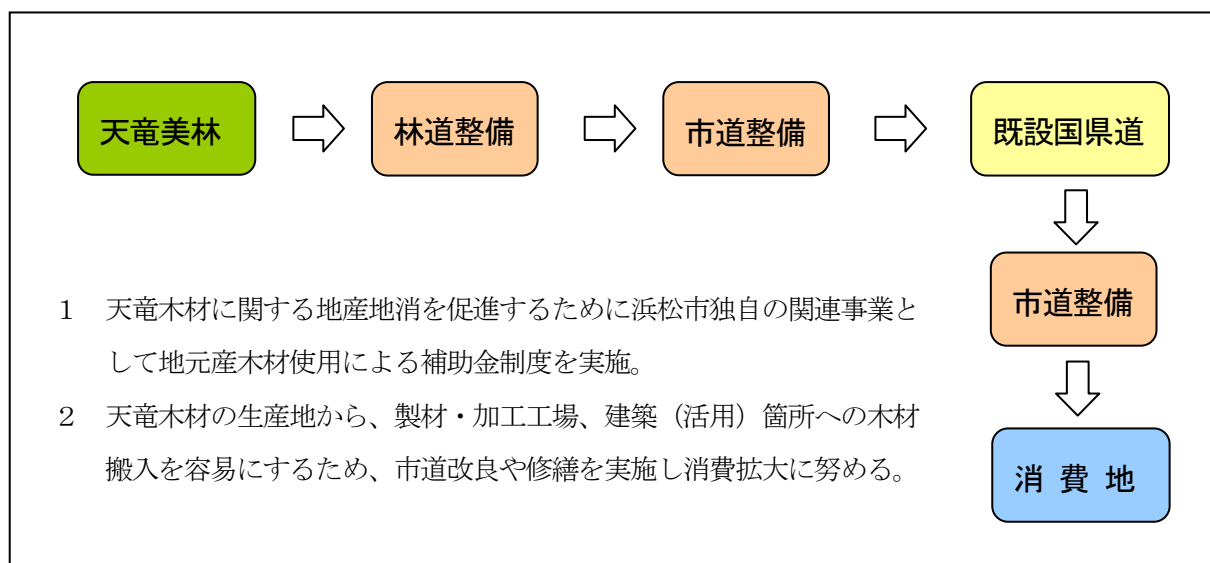 天竜美林
林道整備
市道整備
既設国県道
市道整備
消費地
1 天竜木材に関する地産地消を促進するために浜松市独自の関連事業と
して地元産木材使用による補助金制度を実施。
2 天竜木材の生産地から、製材・加工工場、建築（活用）箇所への木材
搬入を容易にするため、市道改良や修繕を実施し消費拡大に努める。